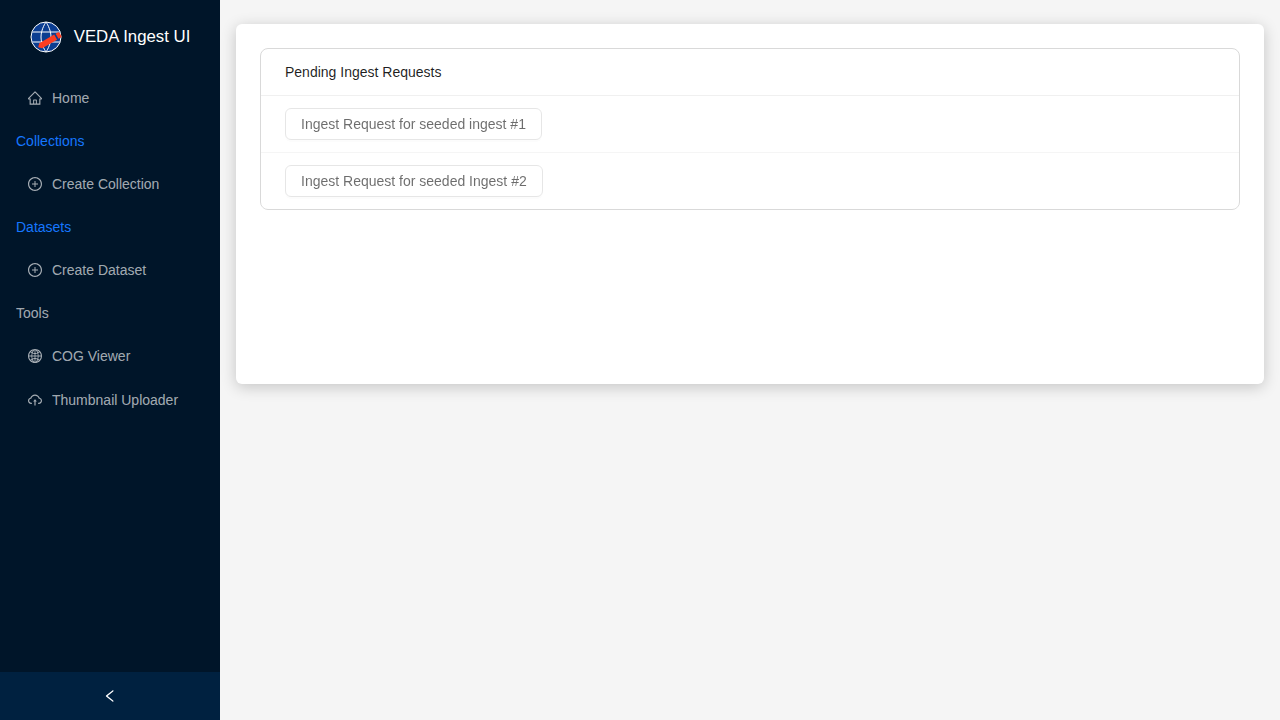 VEDA Ingest UI
Home
Collections
Create Collection
Datasets
Create Dataset
Tools
COG Viewer
Thumbnail Uploader
Pending Ingest Requests
Ingest Request for seeded ingest #1
Ingest Request for seeded Ingest #2